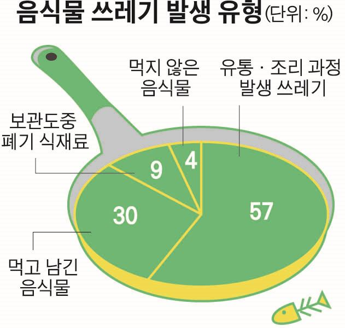 음식물 쓰레기 발생 유형(단위: %)
먹지 않은
음식물
유통·조리 과정
발생 쓰레기
보관도중
폐기 식재료
9
4
30
57
먹고 남긴
음식물